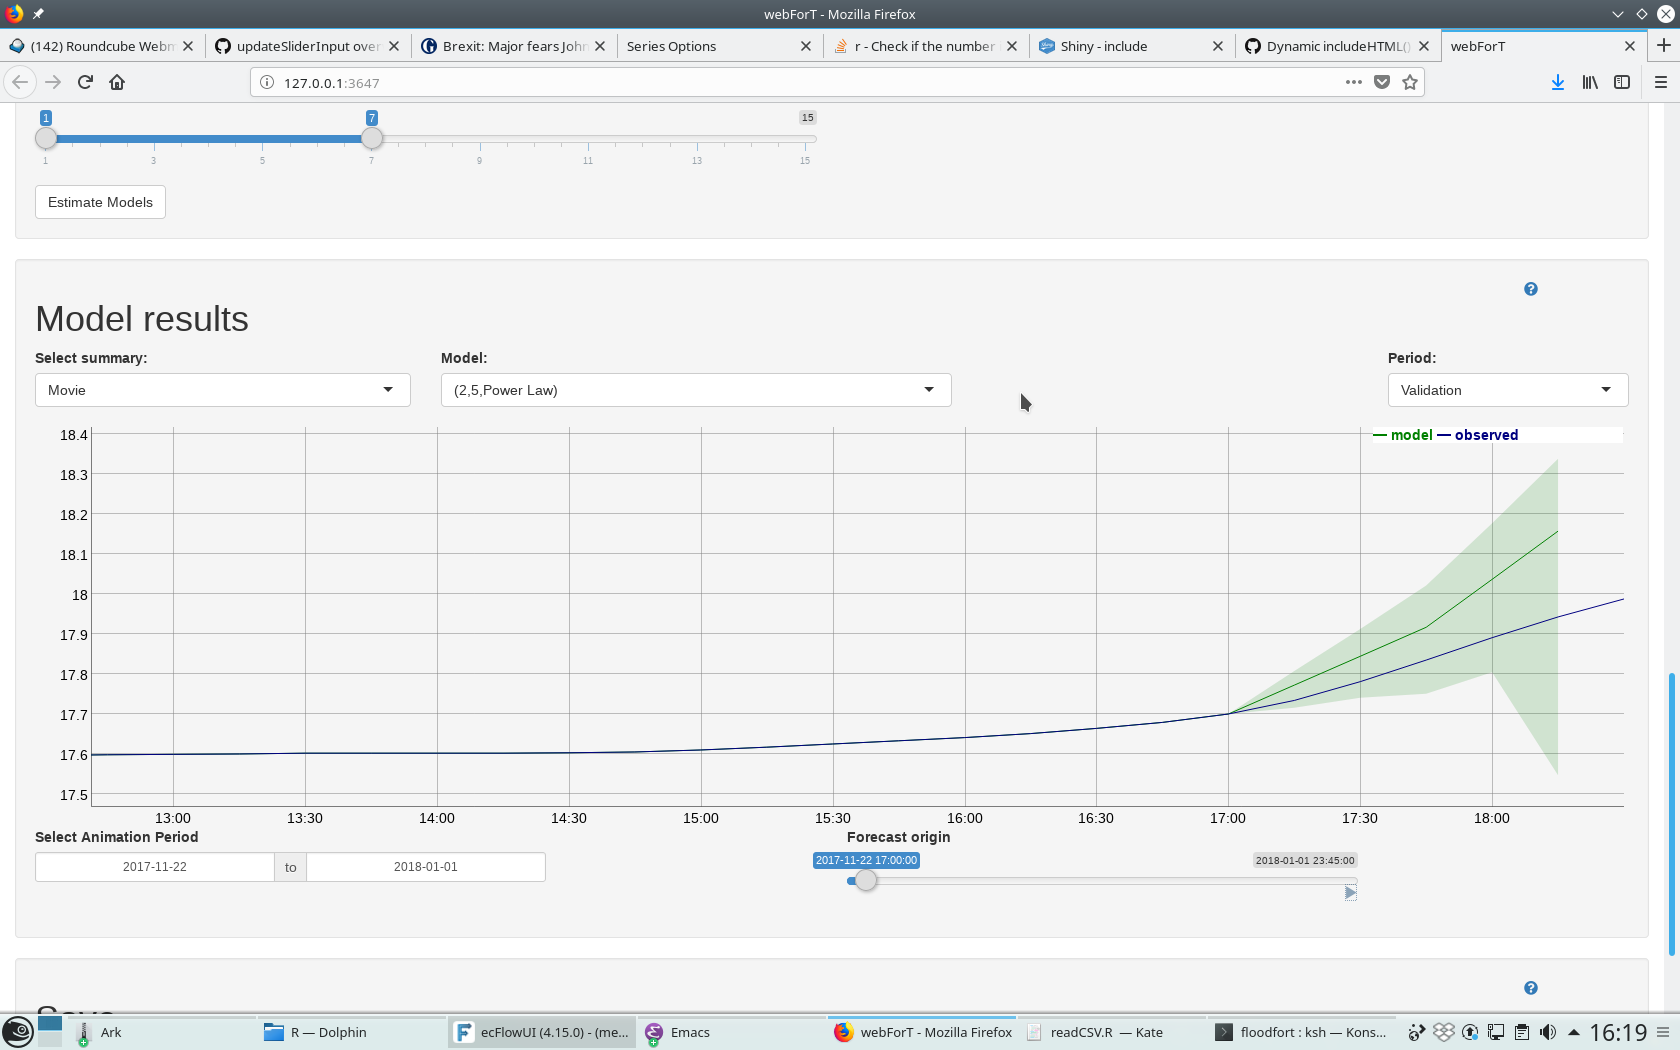 webForT - Mozilla Firefox
(142) Roundcube Webm
updateSliderInput over
Brexit: Major fears John
Series Options
r - Check if the number
Shiny - include
Dynamic includeHTML()
webForT
127.0.0.1:3647
1 7 15
1 3 5 7 9 11 13 15
Estimate Models
Model results
Select summary:
Model:
Period:
Movie
(2,5,Power Law)
Validation
model observed
18.4
18.3
18.2
18.1
18
17.9
17.8
17.7
17.6
17.5
13:00 13:30 14:00 14:30 15:00 15:30 16:00 16:30 17:00 17:30 18:00
Select Animation Period
Forecast origin
2017-11-22 to 2018-01-01
2017-11-22 17:00:00
2018-01-01 23:45:00
Save
Ark
R — Dolphin
ecFlowUI (4.15.0) - (me...
Emacs
webForT - Mozilla Firefox
readCSV.R — Kate
floodfort : ksh — Kons...
16:19